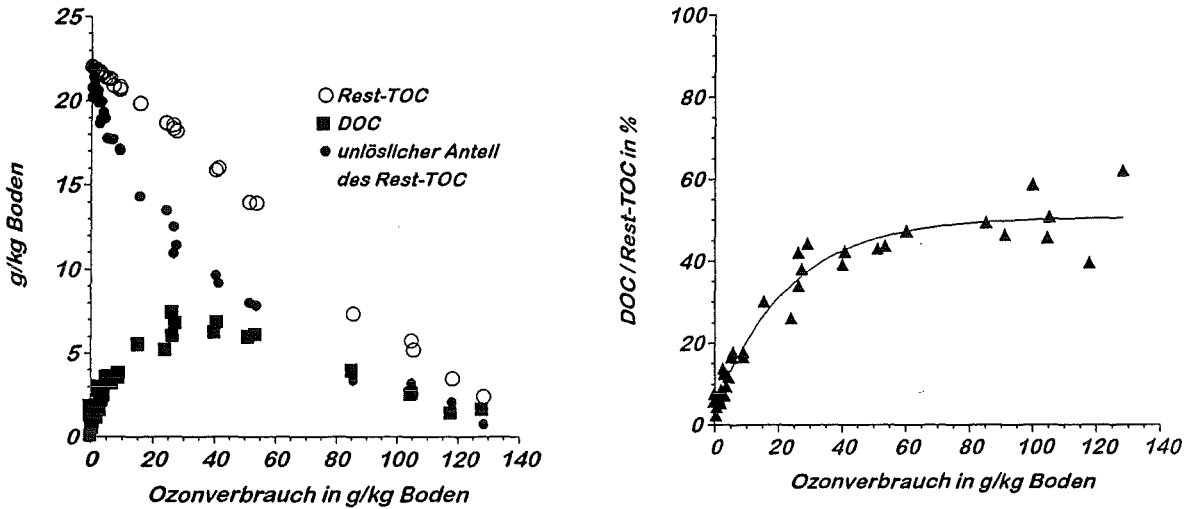 25
20
15
10
5
0
g/kg Boden
Rest-TOC
DOC
unlöslicher Anteil
des Rest-TOC
0 20 40 60 80 100 120 140
Ozonverbrauch in g/kg Boden
100
80
60
40
20
0
DOC / Rest-TOC in %
0 20 40 60 80 100 120 140
Ozonverbrauch in g/kg Boden